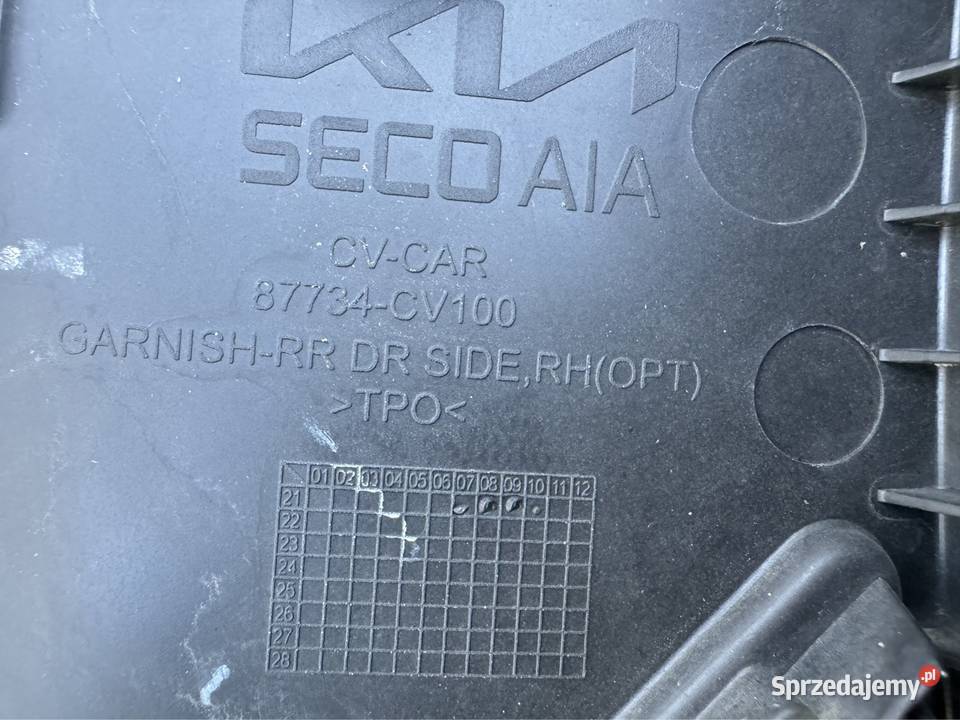 KIA
SECO AIA
CV-CAR
87734-CV100
GARNISH-RR DR SIDE,RH(OPT)
>TPO<
01 02 03 04 05 06 07 08 09 10 11 12
21
22
23
24
25
26
27
28
Sprzedajemy.pl